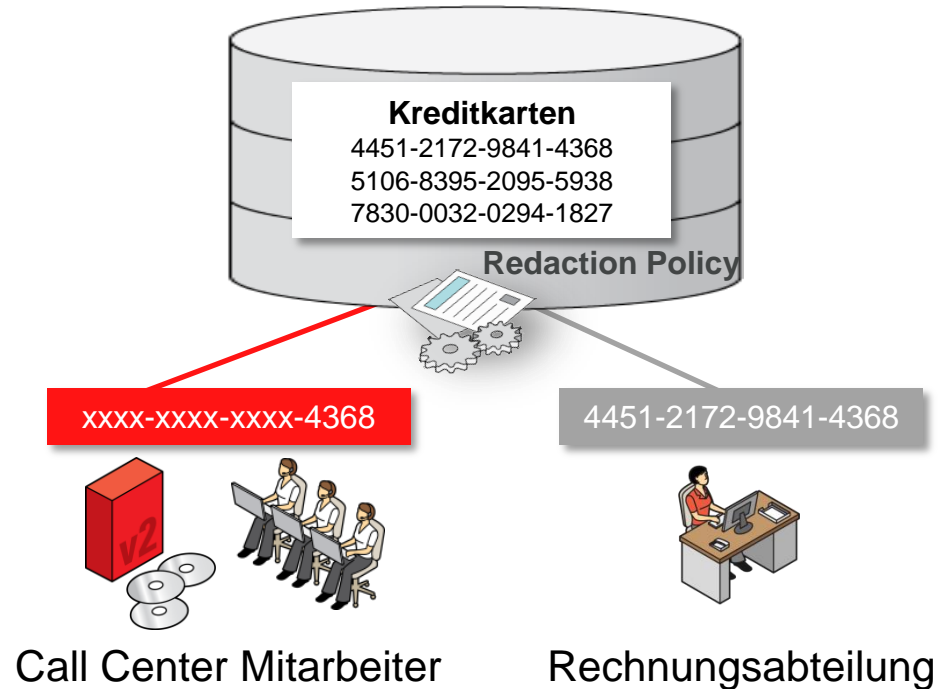 Kreditkarten
4451-2172-9841-4368
5106-8395-2095-5938
7830-0032-0294-1827
Redaction Policy
xxxx-xxxx-xxxx-4368
4451-2172-9841-4368
v2
Call Center Mitarbeiter
Rechnungsabteilung